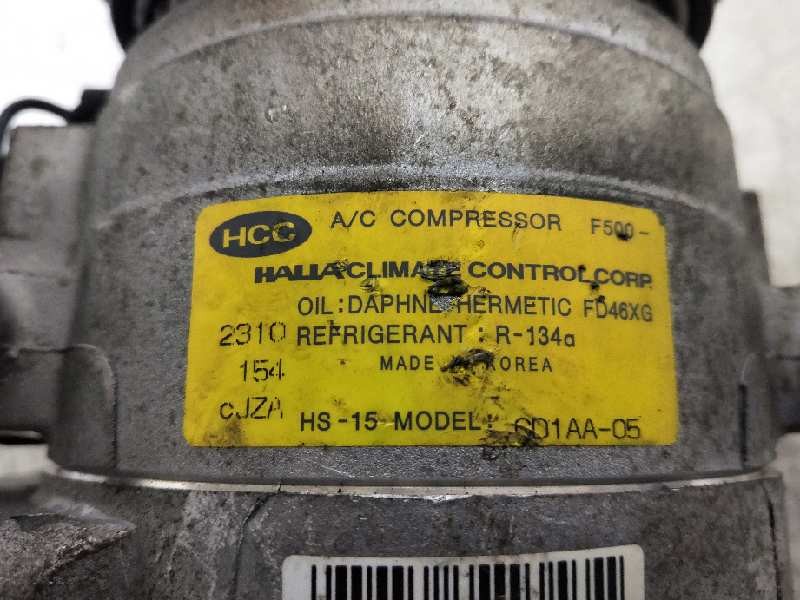 HCC A/C COMPRESSOR F500-
HALLA CLIMATE CONTROL CORP.
OIL : DAPHNE HERMETIC FD46XG
2310 REFRIGERANT : R-134a
154 MADE IN KOREA
cJZA HS-15 MODEL : GD1AA-05